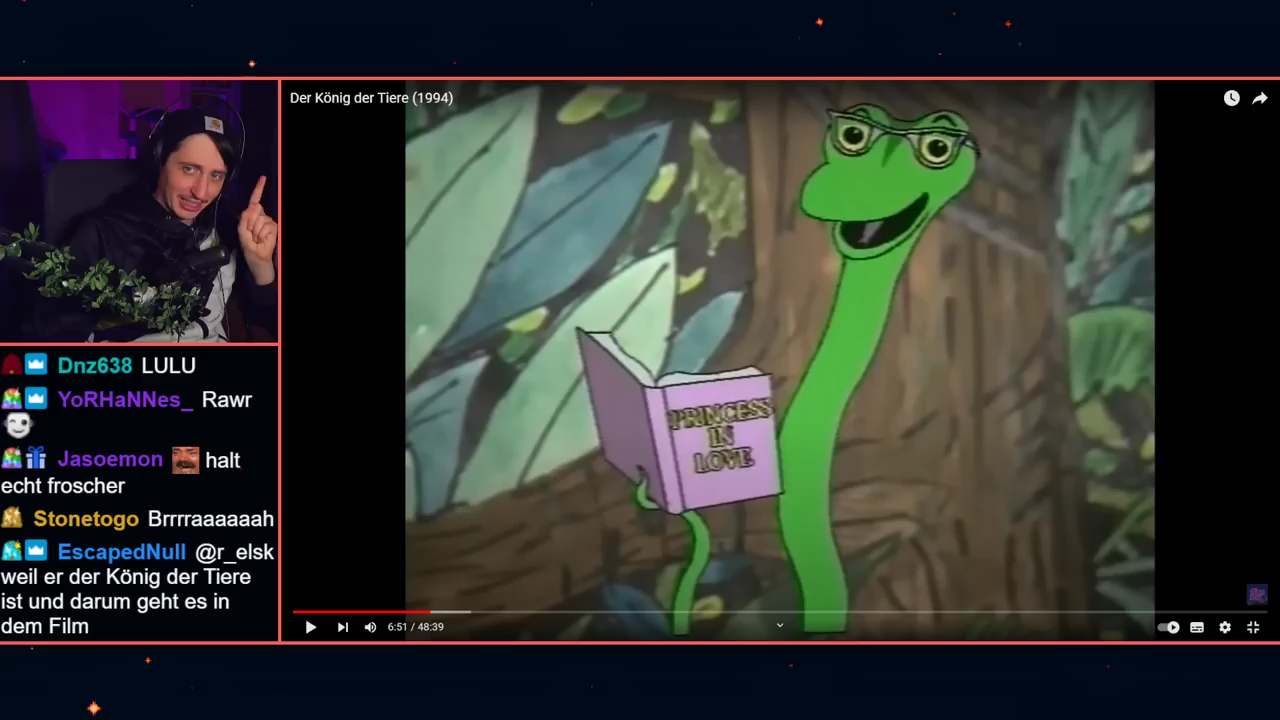 Der König der Tiere (1994)
PRINCESS
IN
LOVE
Dnz638 LULU
YoRHaNNes_ Rawr
Jasoemon halt
echt froscher
Stonetogo Brrrraaaaaah
EscapedNull @r_elsk
weil er der König der Tiere
ist und darum geht es in
dem Film
6:51 / 48:39